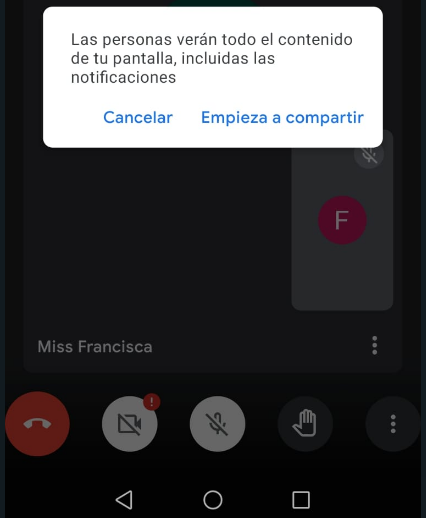 Las personas verán todo el contenido
de tu pantalla, incluidas las
notificaciones
Cancelar Empieza a compartir
F
Miss Francisca
!